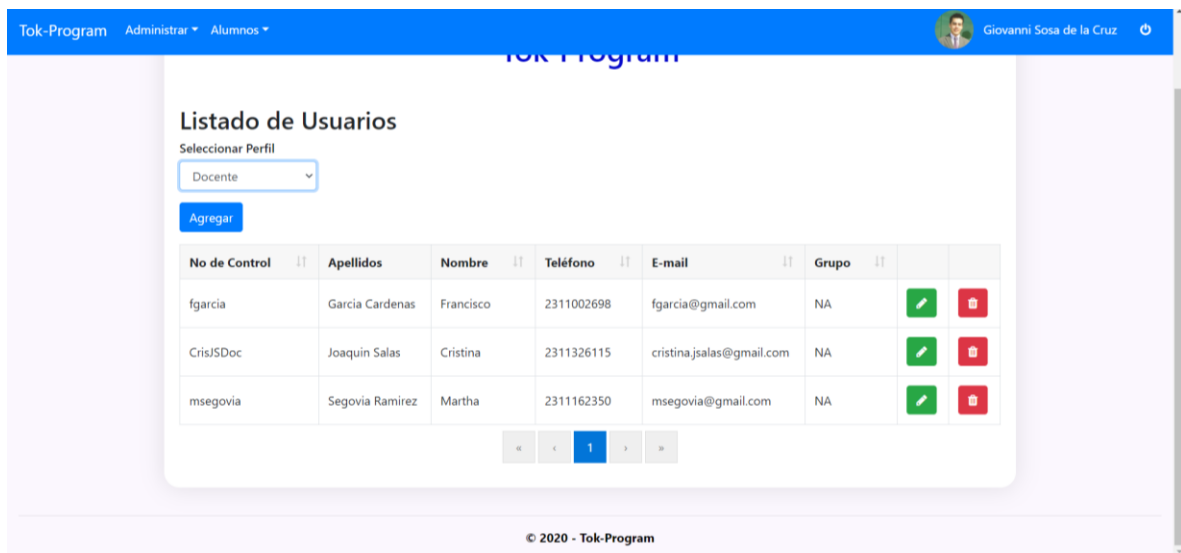 Tok-Program Administrar Alumnos Giovanni Sosa de la Cruz
Tok-Program
Listado de Usuarios
Seleccionar Perfil
Docente
Agregar
No de Control Apellidos Nombre Teléfono E-mail Grupo
fgarcia Garcia Cardenas Francisco 2311002698 fgarcia@gmail.com NA
CrisJSDoc Joaquin Salas Cristina 2311326115 cristina.jsalas@gmail.com NA
msegovia Segovia Ramirez Martha 2311162350 msegovia@gmail.com NA
« ‹ 1 › »
© 2020 - Tok-Program